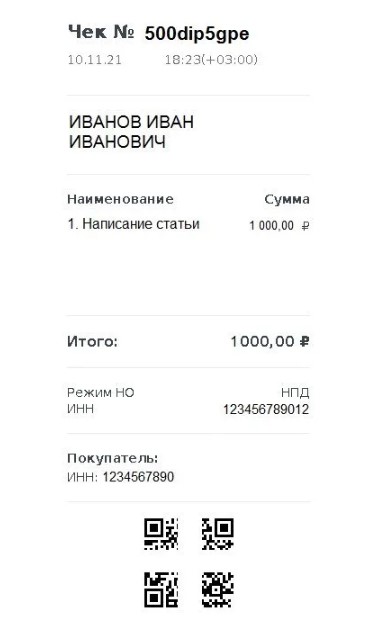 Чек № 500dip5gpe
10.11.21 18:23(+03:00)
ИВАНОВ ИВАН
ИВАНОВИЧ
Наименование Сумма
1. Написание статьи 1 000,00 ₽
Итого: 1000,00 ₽
Режим НО НПД
ИНН 123456789012
Покупатель:
ИНН: 1234567890